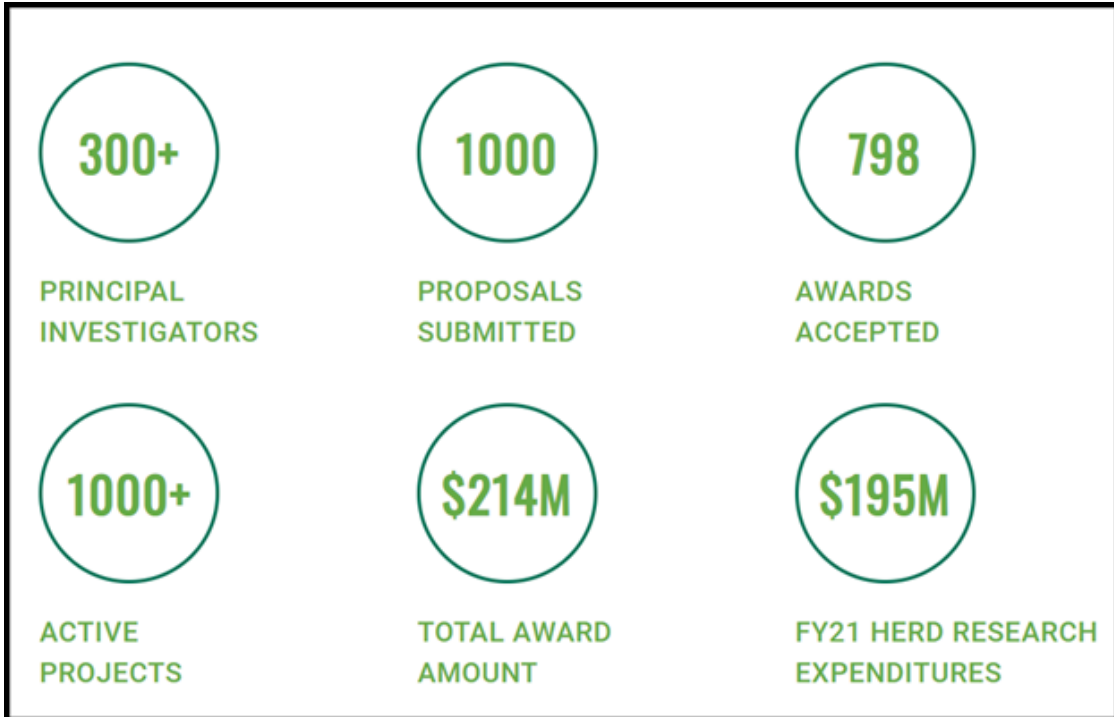 300+
1000
798
PRINCIPAL
INVESTIGATORS
PROPOSALS
SUBMITTED
AWARDS
ACCEPTED
1000+
$214M
$195M
ACTIVE
PROJECTS
TOTAL AWARD
AMOUNT
FY21 HERD RESEARCH
EXPENDITURES